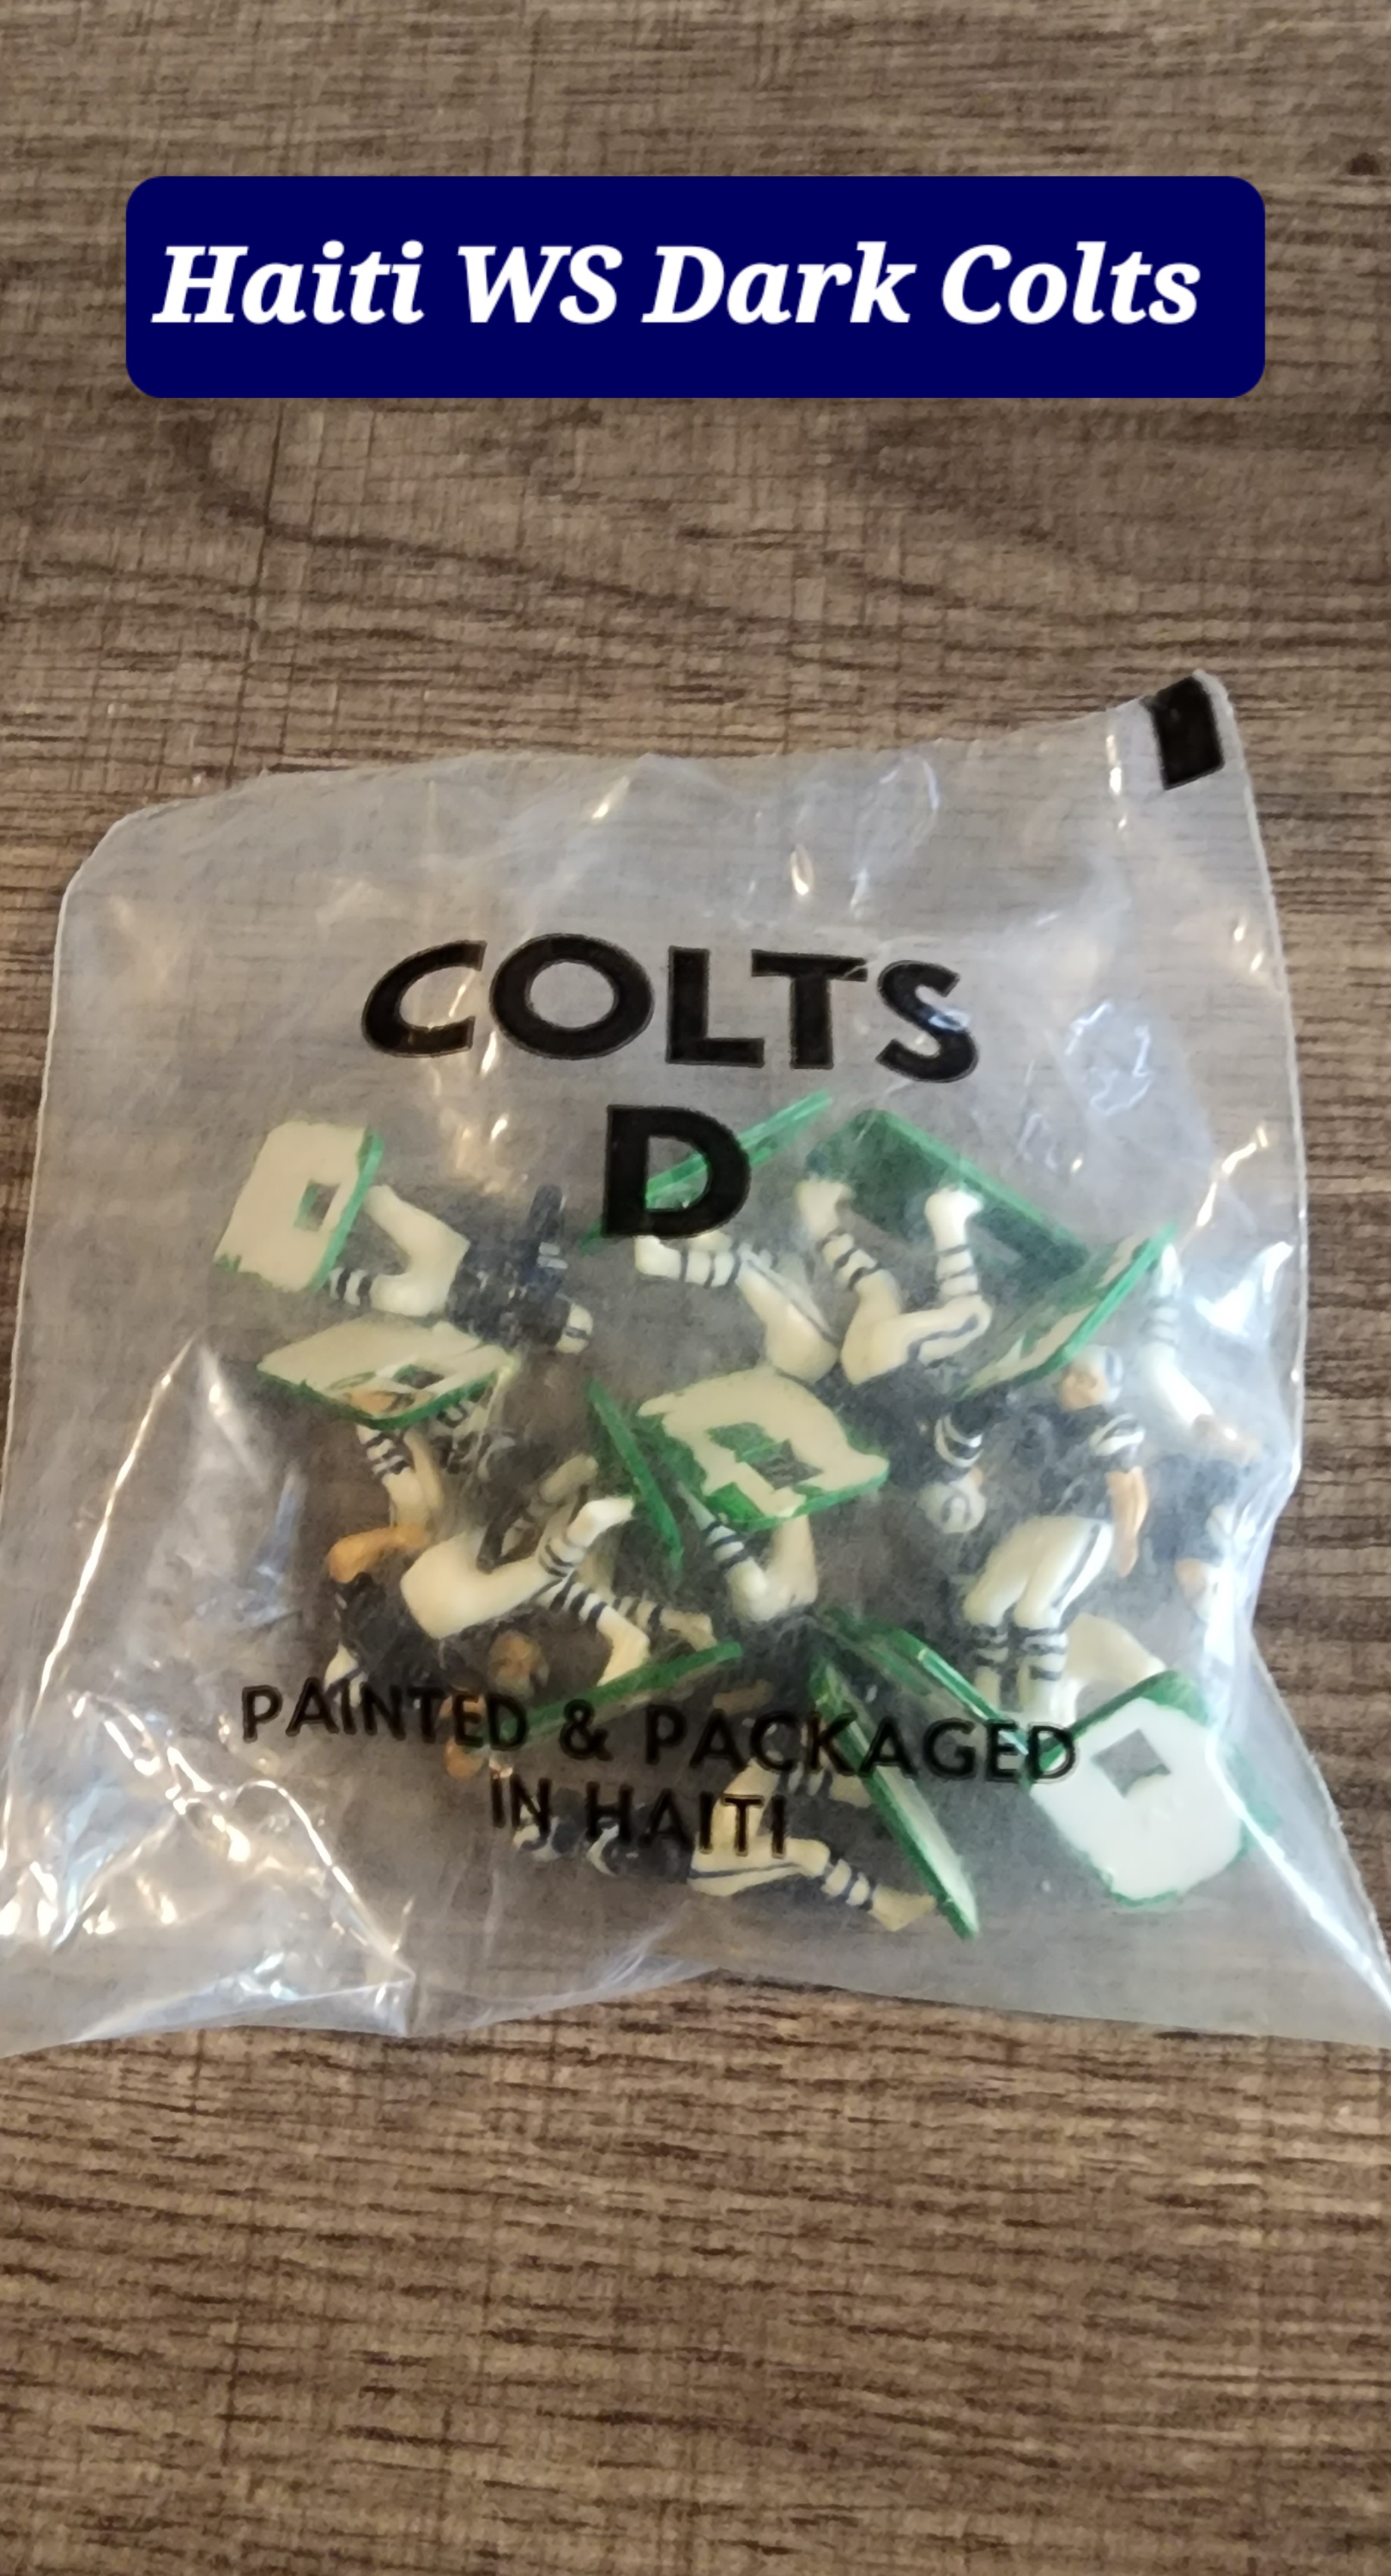 Haiti WS Dark Colts
COLTS
D
PAINTED & PACKAGED
IN HAITI